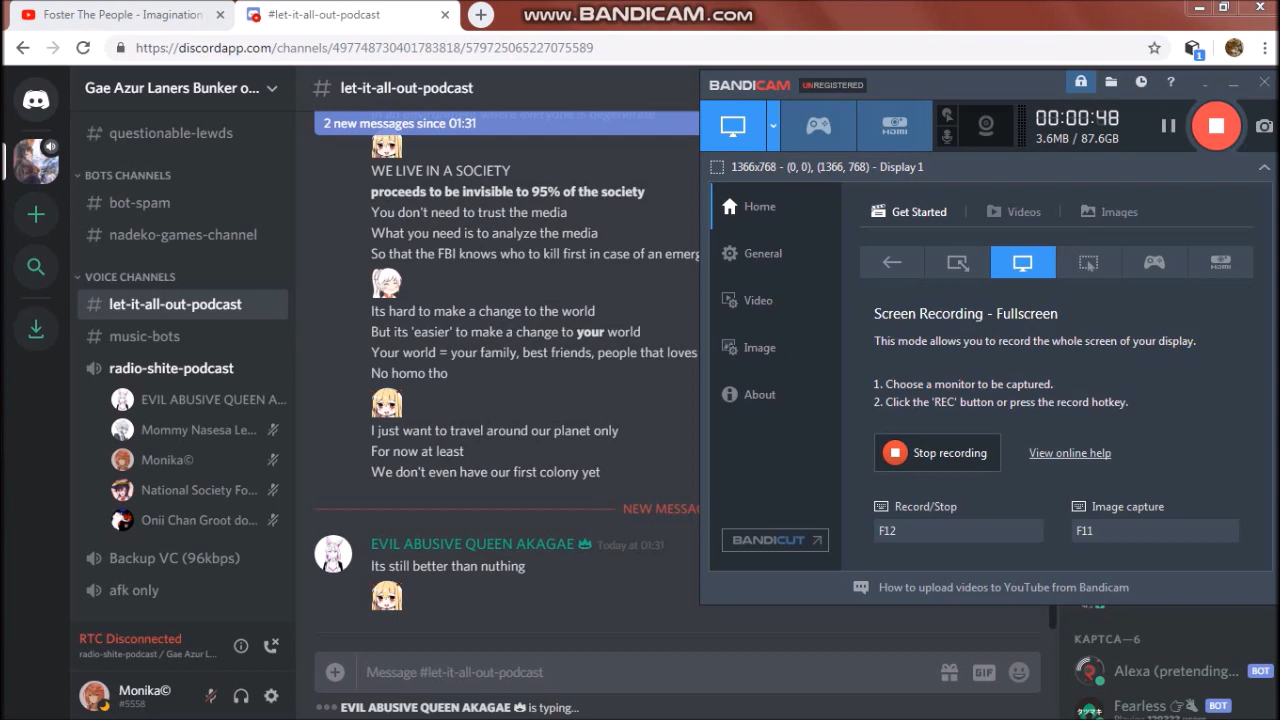 Foster The People - Imagination
#let-it-all-out-podcast
www.BANDICAM.com
https://discordapp.com/channels/497748730401783818/579725065227075589
1
Gae Azur Laners Bunker o...
questionable-lewds
BOTS CHANNELS
bot-spam
nadeko-games-channel
VOICE CHANNELS
let-it-all-out-podcast
music-bots
radio-shite-podcast
EVIL ABUSIVE QUEEN A...
Mommy Nasesa Le...
Monika©
National Society Fo...
Onii Chan Groot do...
Backup VC (96kbps)
afk only
RTC Disconnected
radio-shite-podcast / Gae Azur L...
Monika©
#5558
let-it-all-out-podcast
in an environment where everyone is degenerate
2 new messages since 01:31
WE LIVE IN A SOCIETY
proceeds to be invisible to 95% of the society
You don't need to trust the media
What you need is to analyze the media
So that the FBI knows who to kill first in case of an emerg
Its hard to make a change to the world
But its 'easier' to make a change to your world
Your world = your family, best friends, people that loves
No homo tho
I just want to travel around our planet only
For now at least
We don't even have our first colony yet
NEW MESSA
EVIL ABUSIVE QUEEN AKAGAE Today at 01:31
Its still better than nuthing
Message #let-it-all-out-podcast
GIF
EVIL ABUSIVE QUEEN AKAGAE is typing...
BANDICAM UNREGISTERED
HDMI
00:00:48
3.6MB / 87.6GB
1366x768 - (0, 0), (1366, 768) - Display 1
Home
General
Video
Image
About
BANDICUT
Get Started
Videos
Images
HDMI
Screen Recording - Fullscreen
This mode allows you to record the whole screen of your display.
1. Choose a monitor to be captured.
2. Click the 'REC' button or press the record hotkey.
Stop recording
View online help
Record/Stop
F12
Image capture
F11
How to upload videos to YouTube from Bandicam
КАРТСА—6
Alexa (pretending... BOT
Fearless BOT